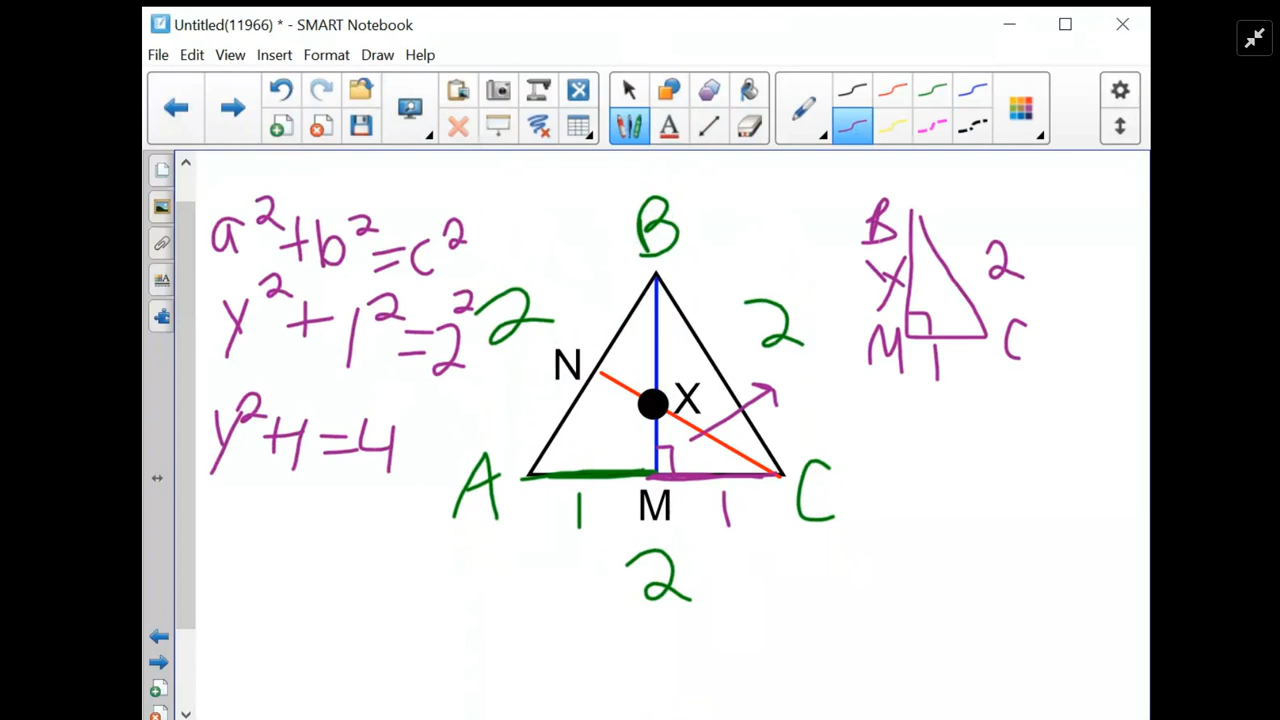 Untitled(11966) * - SMART Notebook
File Edit View Insert Format Draw Help
a²+b²=c²
y²+1²=2²
y²+1=4
B
2
2
N
X
A
1
M
1
C
2
B
y
2
M
1
C